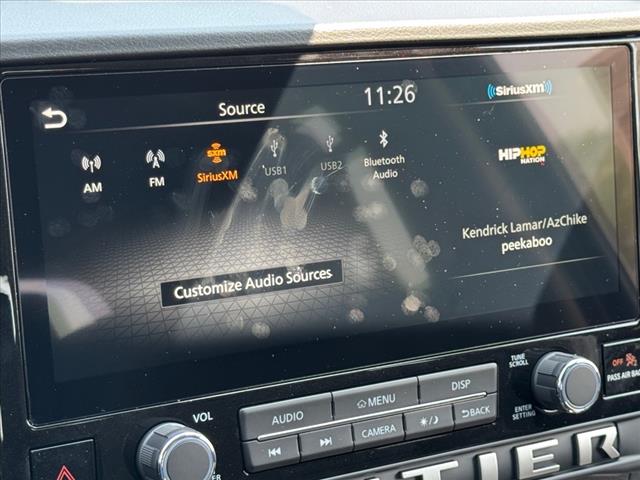 Source
11:26
SiriusXM
AM
FM
sxm
SiriusXM
USB1
USB2
Bluetooth
Audio
HIPHOP
NATION
Kendrick Lamar/AzChike
peekaboo
Customize Audio Sources
VOL
AUDIO
MENU
DISP
CAMERA
BACK
TUNE
SCROLL
ENTER
SETTING
OFF
PASS AIR BAG
TIER